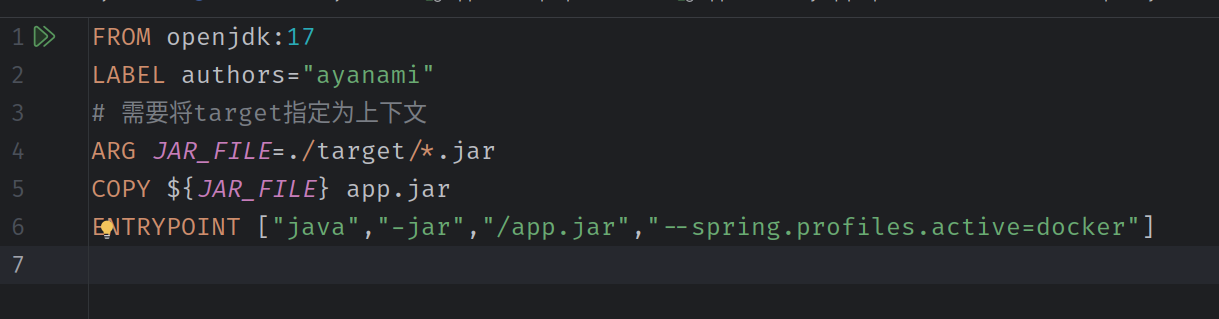 1 FROM openjdk:17
2 LABEL authors="ayanami"
3 # 需要将target指定为上下文
4 ARG JAR_FILE=./target/*.jar
5 COPY ${JAR_FILE} app.jar
6 ENTRYPOINT ["java","-jar","/app.jar","--spring.profiles.active=docker"]
7